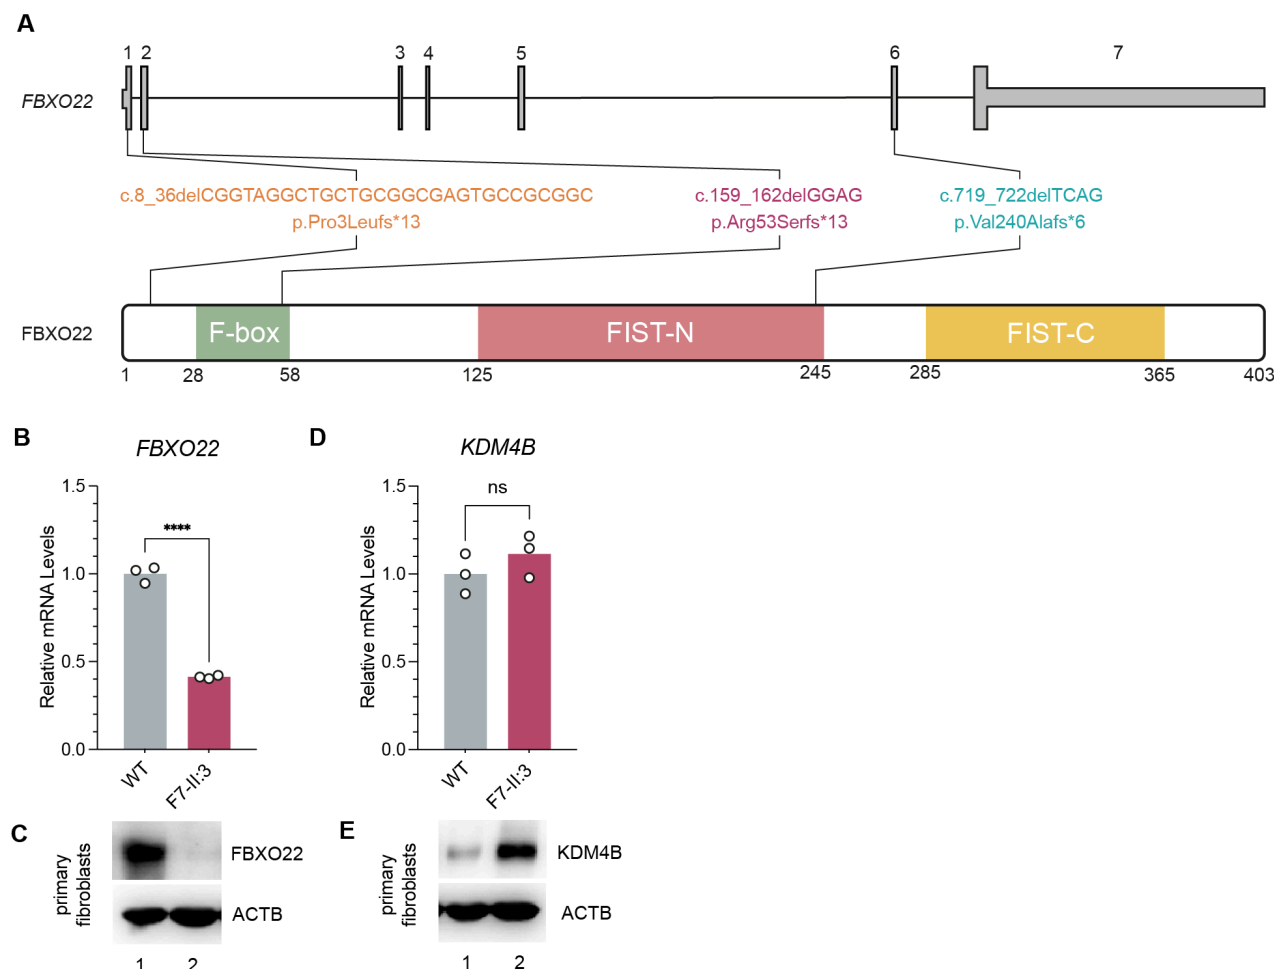 A
1 2 3 4 5 6 7
FBXO22
c.8_36delCGGTAGGCTGCTGCGGCGAGTGCCGCGGC
p.Pro3Leufs*13
c.159_162delGGAG
p.Arg53Serfs*13
c.719_722delTCAG
p.Val240Alafs*6
FBXO22 F-box FIST-N FIST-C
1 28 58 125 245 285 365 403
B
FBXO22
Relative mRNA Levels
1.5
1.0
0.5
0.0
****
WT
F7-II:3
D
KDM4B
Relative mRNA Levels
1.5
1.0
0.5
0.0
ns
WT
F7-II:3
C
primary
fibroblasts
FBXO22
ACTB
1 2
E
primary
fibroblasts
KDM4B
ACTB
1 2